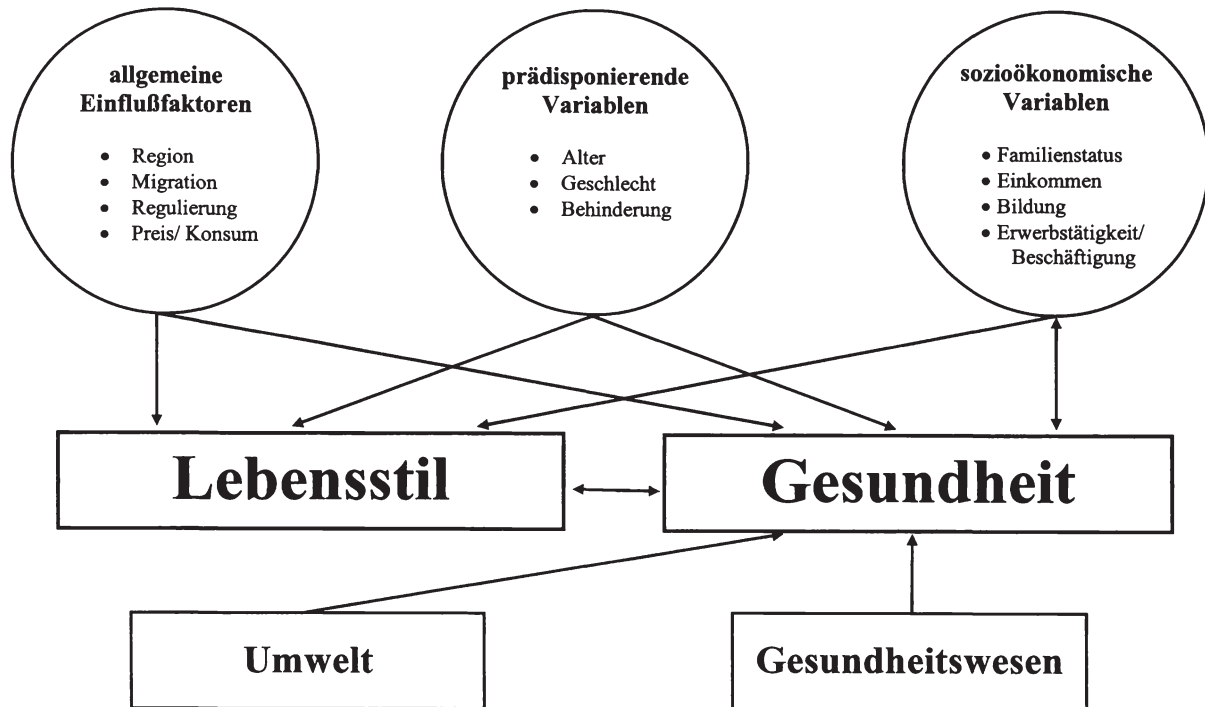 allgemeine
Einflußfaktoren
• Region
• Migration
• Regulierung
• Preis/ Konsum
prädisponierende
Variablen
• Alter
• Geschlecht
• Behinderung
sozioökonomische
Variablen
• Familienstatus
• Einkommen
• Bildung
• Erwerbstätigkeit/
Beschäftigung
Lebensstil
Gesundheit
Umwelt
Gesundheitswesen